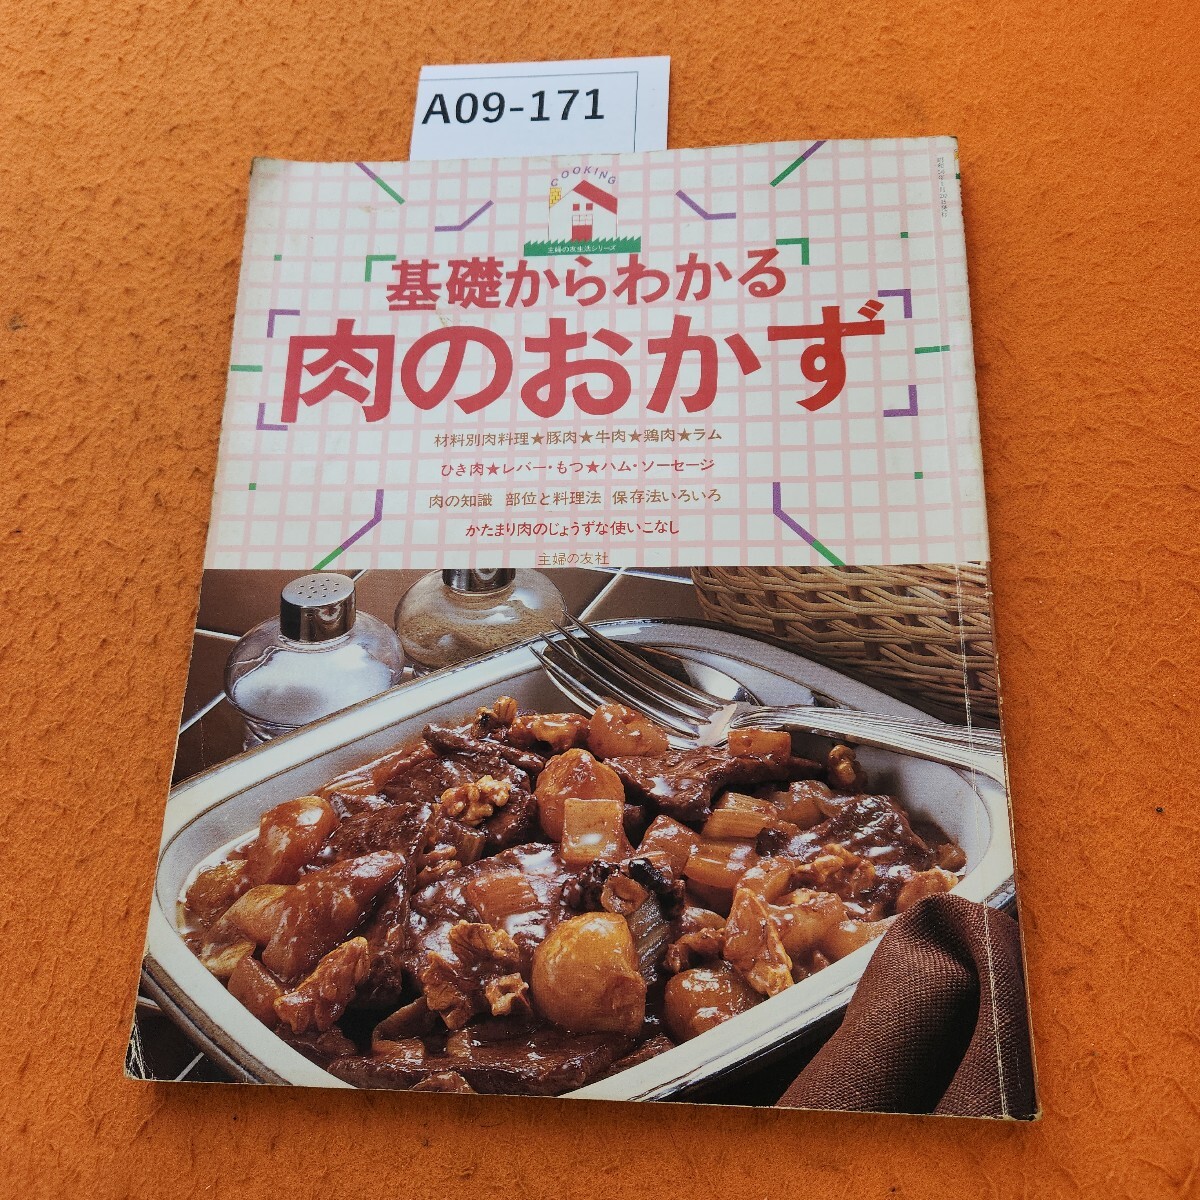 A09-171
COOKING
主婦の友生活シリーズ
基礎からわかる
肉のおかず
材料別肉料理★豚肉★牛肉★鶏肉★ラム
ひき肉★レバー・もつ★ハム・ソーセージ
肉の知識 部位と料理法 保存法いろいろ
かたまり肉のじょうずな使いこなし
主婦の友社